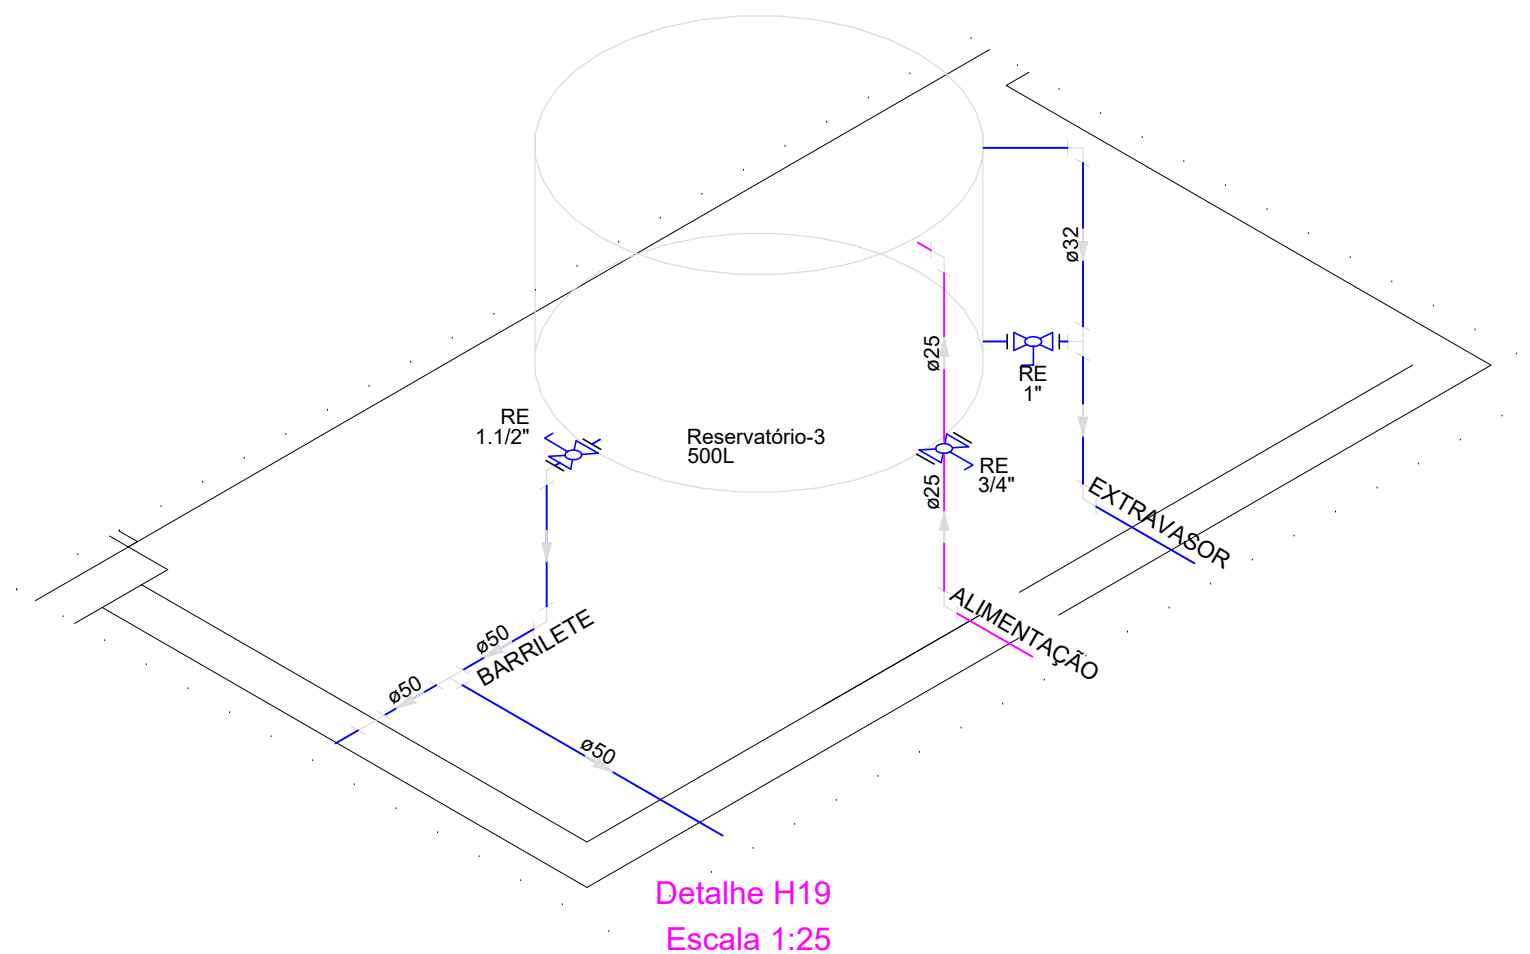 ø32
ø25
RE
1"
RE
1.1/2"
Reservatório-3
500L
RE
3/4"
ø25
EXTRAVASOR
ALIMENTAÇÃO
ø50
BARRILETE
ø50
ø50
Detalhe H19
Escala 1:25